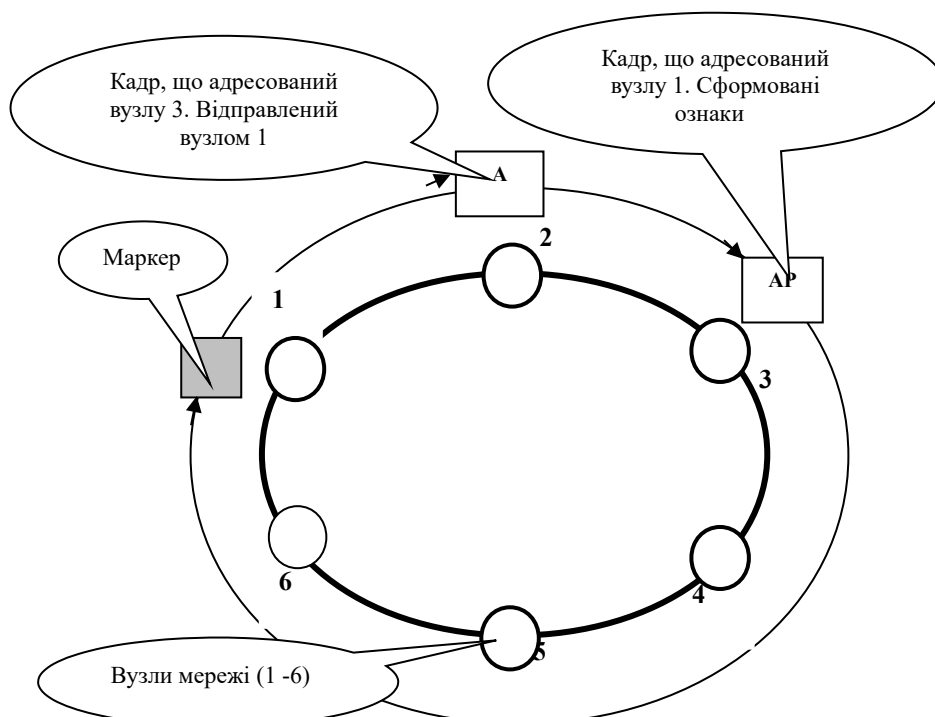 Кадр, що адресований
вузлу 3. Відправлений
вузлом 1
Кадр, що адресований
вузлу 1. Сформовані
ознаки
А
Маркер
2
1
АР
3
6
4
5
Вузли мережі (1 -6)